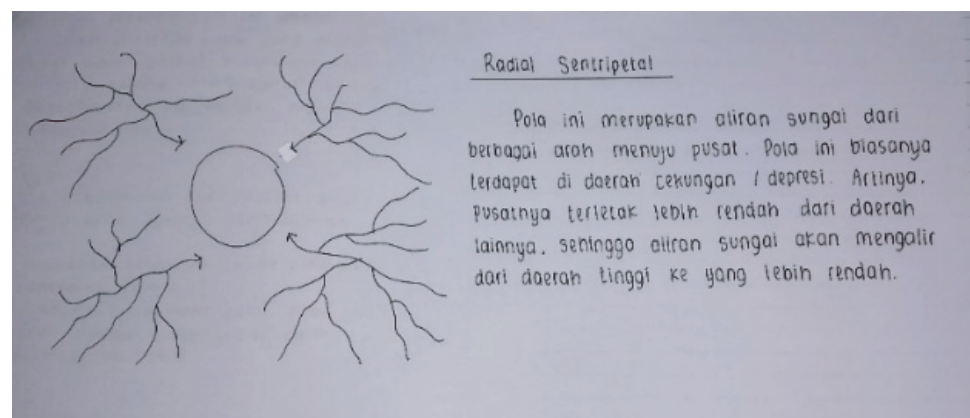 Radial Sentripetal
Pola ini merupakan aliran sungai dari
berbagai arah menuju pusat. Pola ini biasanya
terdapat di daerah cekungan / depresi. Artinya,
pusatnya terletak lebih rendah dari daerah
lainnya, sehingga aliran sungai akan mengalir
dari daerah tinggi ke yang lebih rendah.